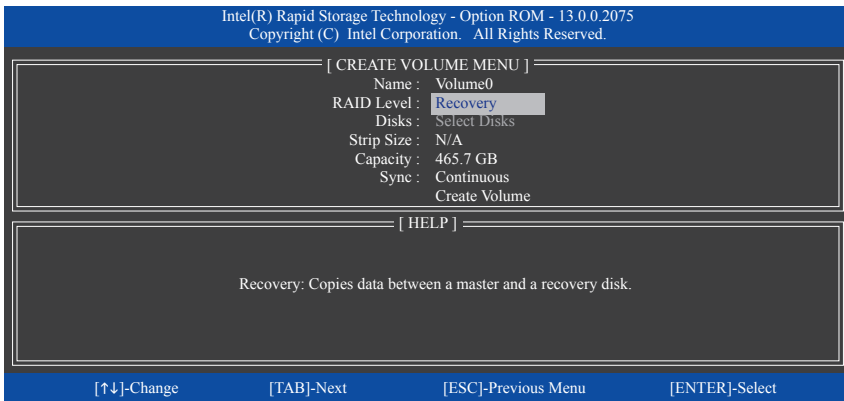 Intel(R) Rapid Storage Technology - Option ROM - 13.0.0.2075
Copyright (C) Intel Corporation. All Rights Reserved.
[ CREATE VOLUME MENU ]
Name : Volume0
RAID Level : Recovery
Disks : Select Disks
Strip Size : N/A
Capacity : 465.7 GB
Sync : Continuous
Create Volume
[ HELP ]
Recovery: Copies data between a master and a recovery disk.
[↑↓]-Change [TAB]-Next [ESC]-Previous Menu [ENTER]-Select